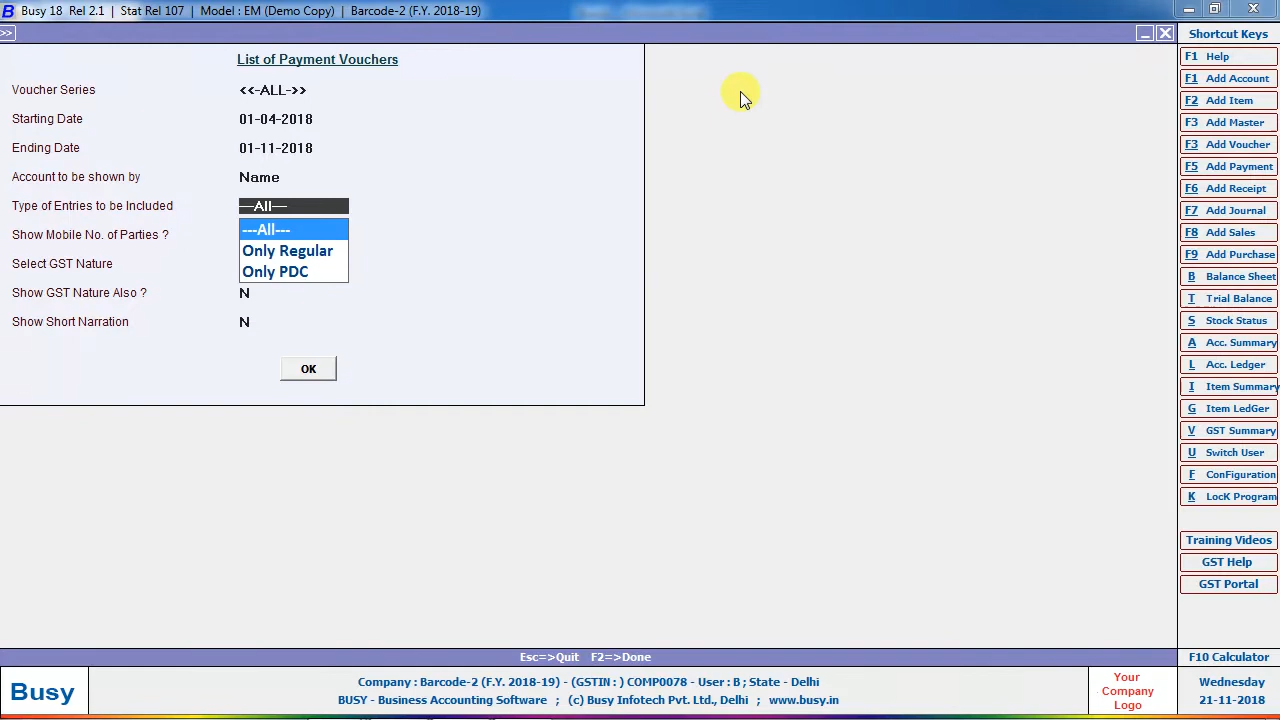 Busy 18 Rel 2.1 | Stat Rel 107 | Model : EM (Demo Copy) | Barcode-2 (F.Y. 2018-19)
>>
List of Payment Vouchers
Voucher Series <<-ALL->>
Starting Date 01-04-2018
Ending Date 01-11-2018
Account to be shown by Name
Type of Entries to be Included ---All---
---All---
Show Mobile No. of Parties ?
Only Regular
Select GST Nature
Only PDC
Show GST Nature Also ? N
Show Short Narration N
OK
Shortcut Keys
F1 Help
F1 Add Account
F2 Add Item
F3 Add Master
F3 Add Voucher
F5 Add Payment
F6 Add Receipt
F7 Add Journal
F8 Add Sales
F9 Add Purchase
B Balance Sheet
T Trial Balance
S Stock Status
A Acc. Summary
L Acc. Ledger
I Item Summary
G Item LedGer
V GST Summary
U Switch User
F ConFiguration
K LocK Program
Training Videos
GST Help
GST Portal
Esc=>Quit F2=>Done
F10 Calculator
Busy
Company : Barcode-2 (F.Y. 2018-19) - (GSTIN : ) COMP0078 - User : B ; State - Delhi
BUSY - Business Accounting Software ; (c) Busy Infotech Pvt. Ltd., Delhi ; www.busy.in
Your
Company
Logo
Wednesday
21-11-2018